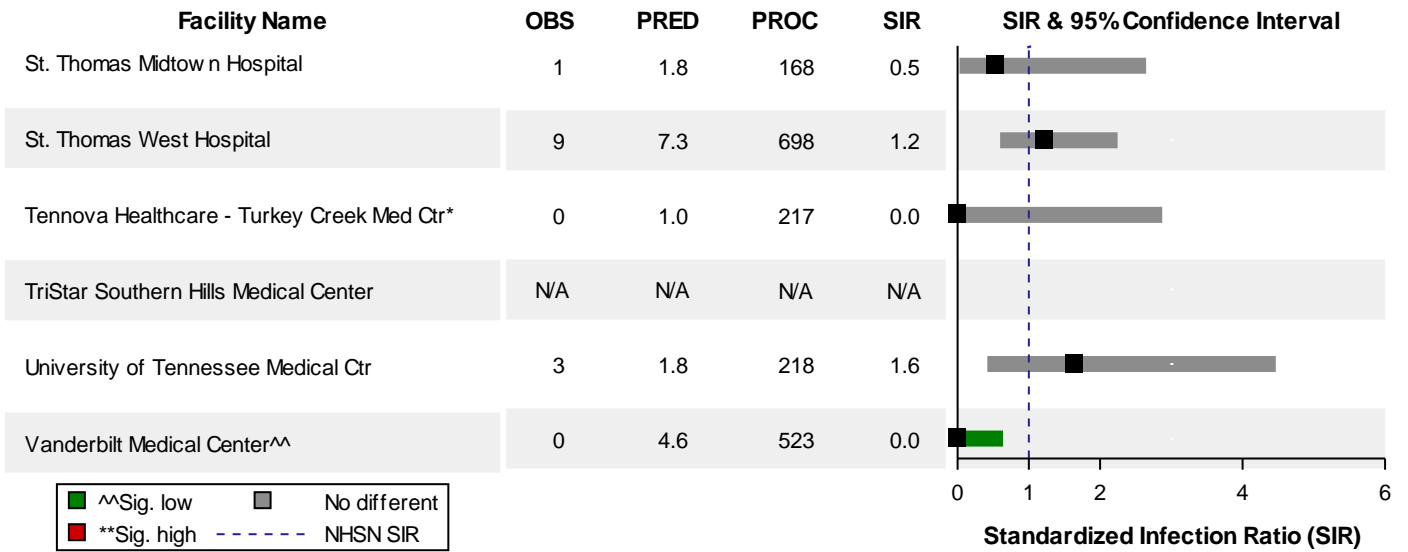 Facility Name OBS PRED PROC SIR SIR & 95% Confidence Interval
St. Thomas Midtow n Hospital 1 1.8 168 0.5
St. Thomas West Hospital 9 7.3 698 1.2
Tennova Healthcare - Turkey Creek Med Ctr* 0 1.0 217 0.0
TriStar Southern Hills Medical Center N/A N/A N/A N/A
University of Tennessee Medical Ctr 3 1.8 218 1.6
Vanderbilt Medical Center^^ 0 4.6 523 0.0
0 1 2 4 6
Standardized Infection Ratio (SIR)
^^Sig. low No different
**Sig. high NHSN SIR